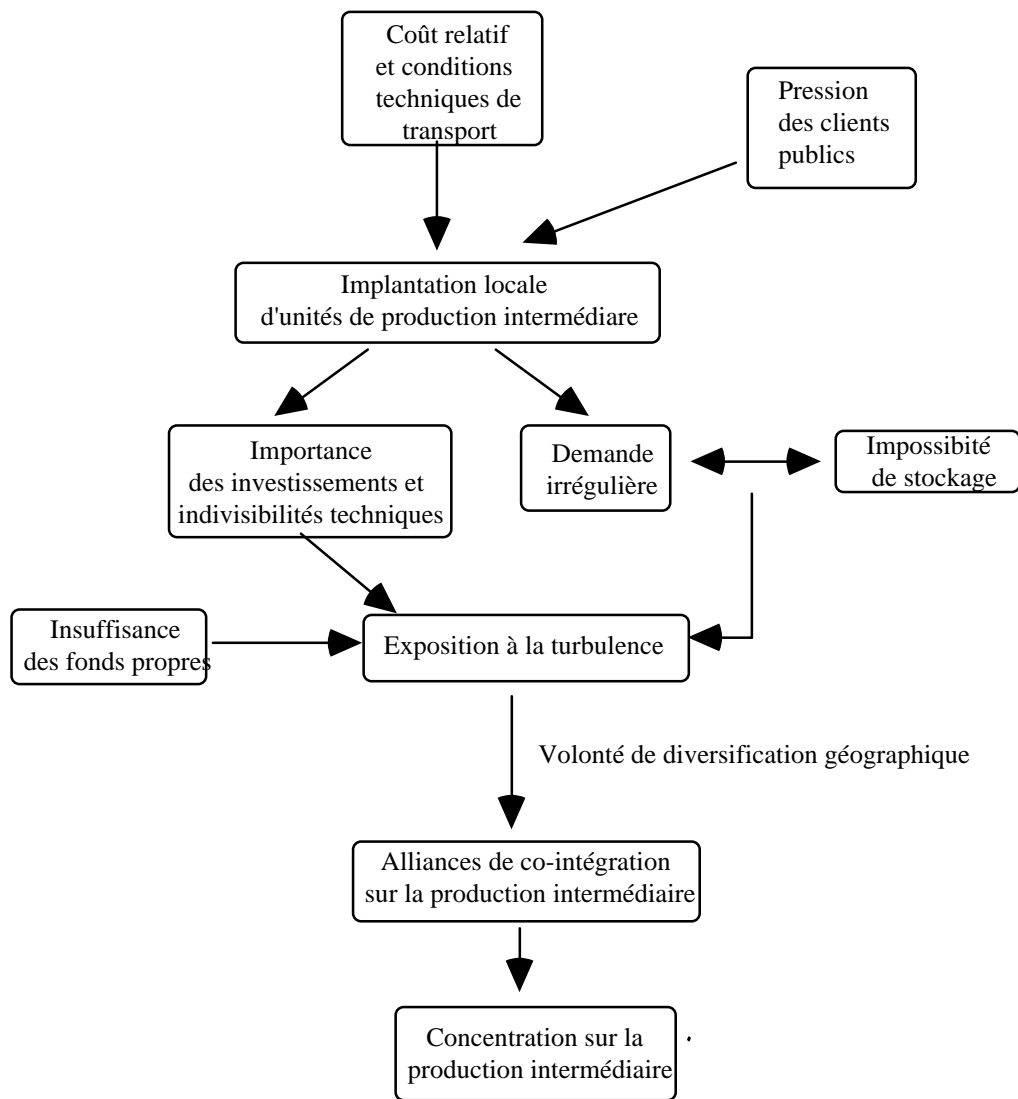 Coût relatif
et conditions
techniques de
transport
Pression
des clients
publics
Implantation locale
d'unités de production intermédiare
Importance
des investissements et
indivisibilités techniques
Demande
irrégulière
Impossibité
de stockage
Insuffisance
des fonds propres
Exposition à la turbulence
Volonté de diversification géographique
Alliances de co-intégration
sur la production intermédiaire
Concentration sur la
production intermédiaire